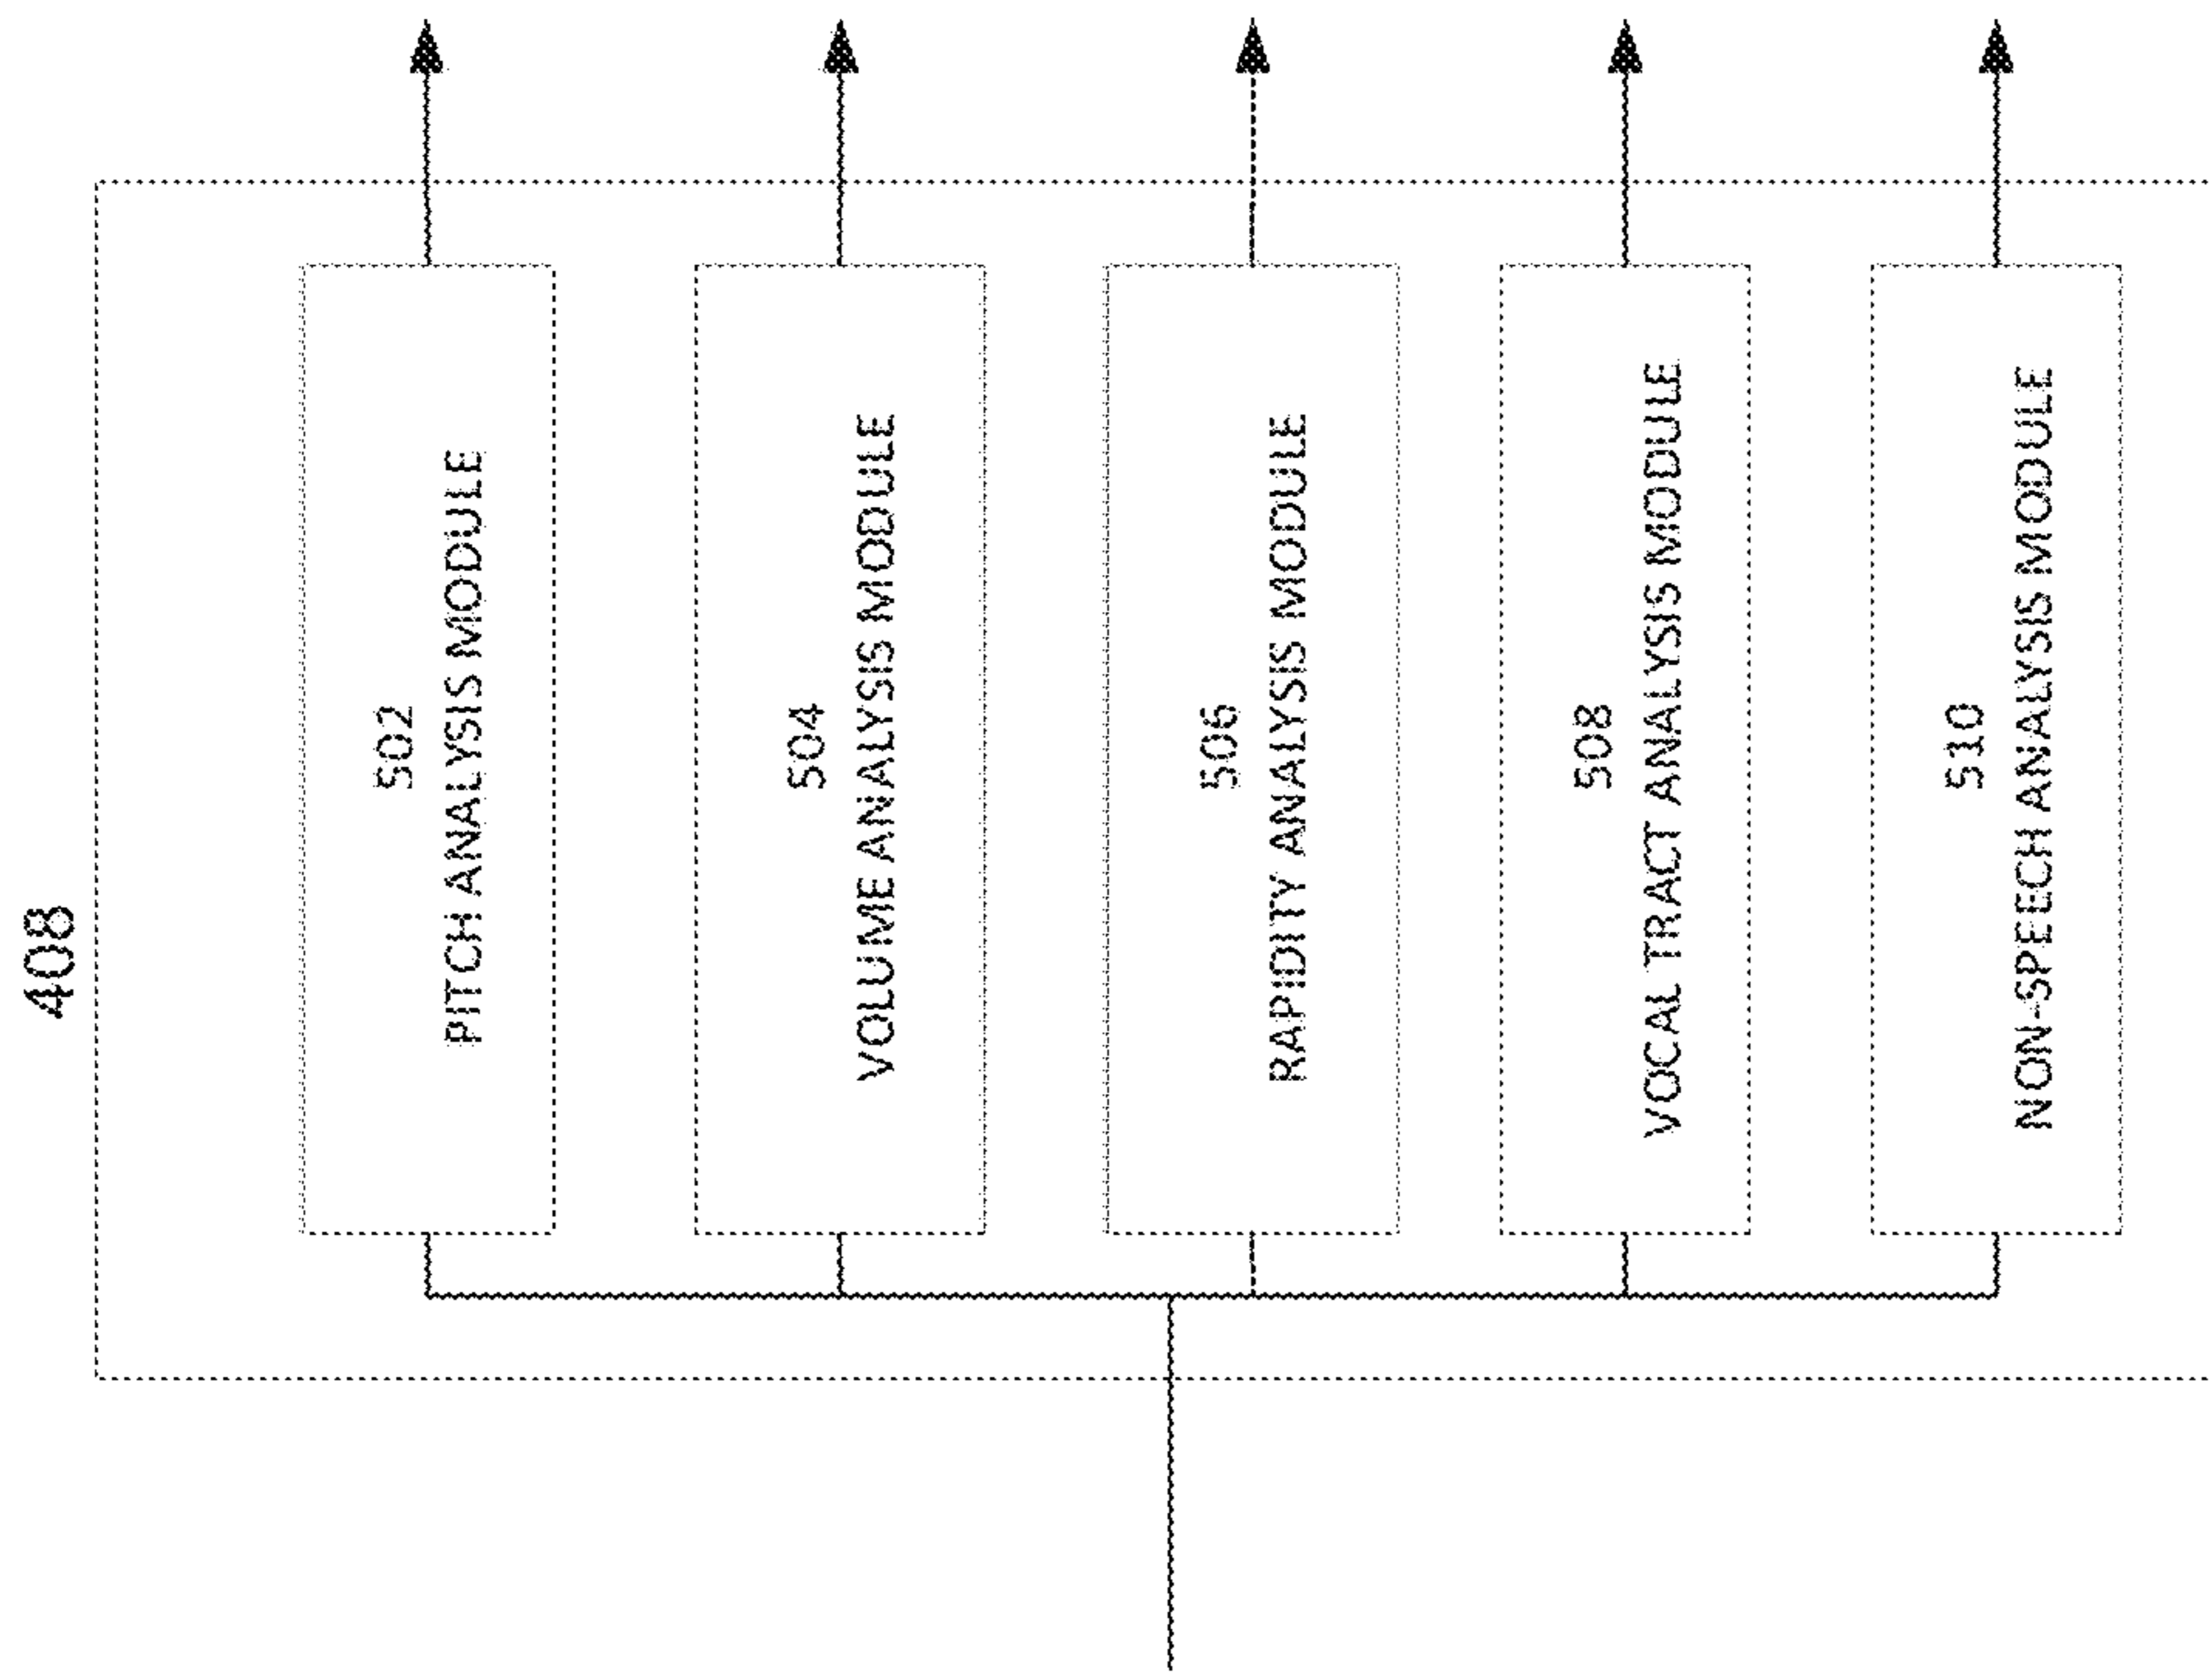 408
502
PITCH ANALYSIS MODULE
504
VOLUME ANALYSIS MODULE
506
RAPIDITY ANALYSIS MODULE
508
VOCAL TRACT ANALYSIS MODULE
510
NON-SPEECH ANALYSIS MODULE